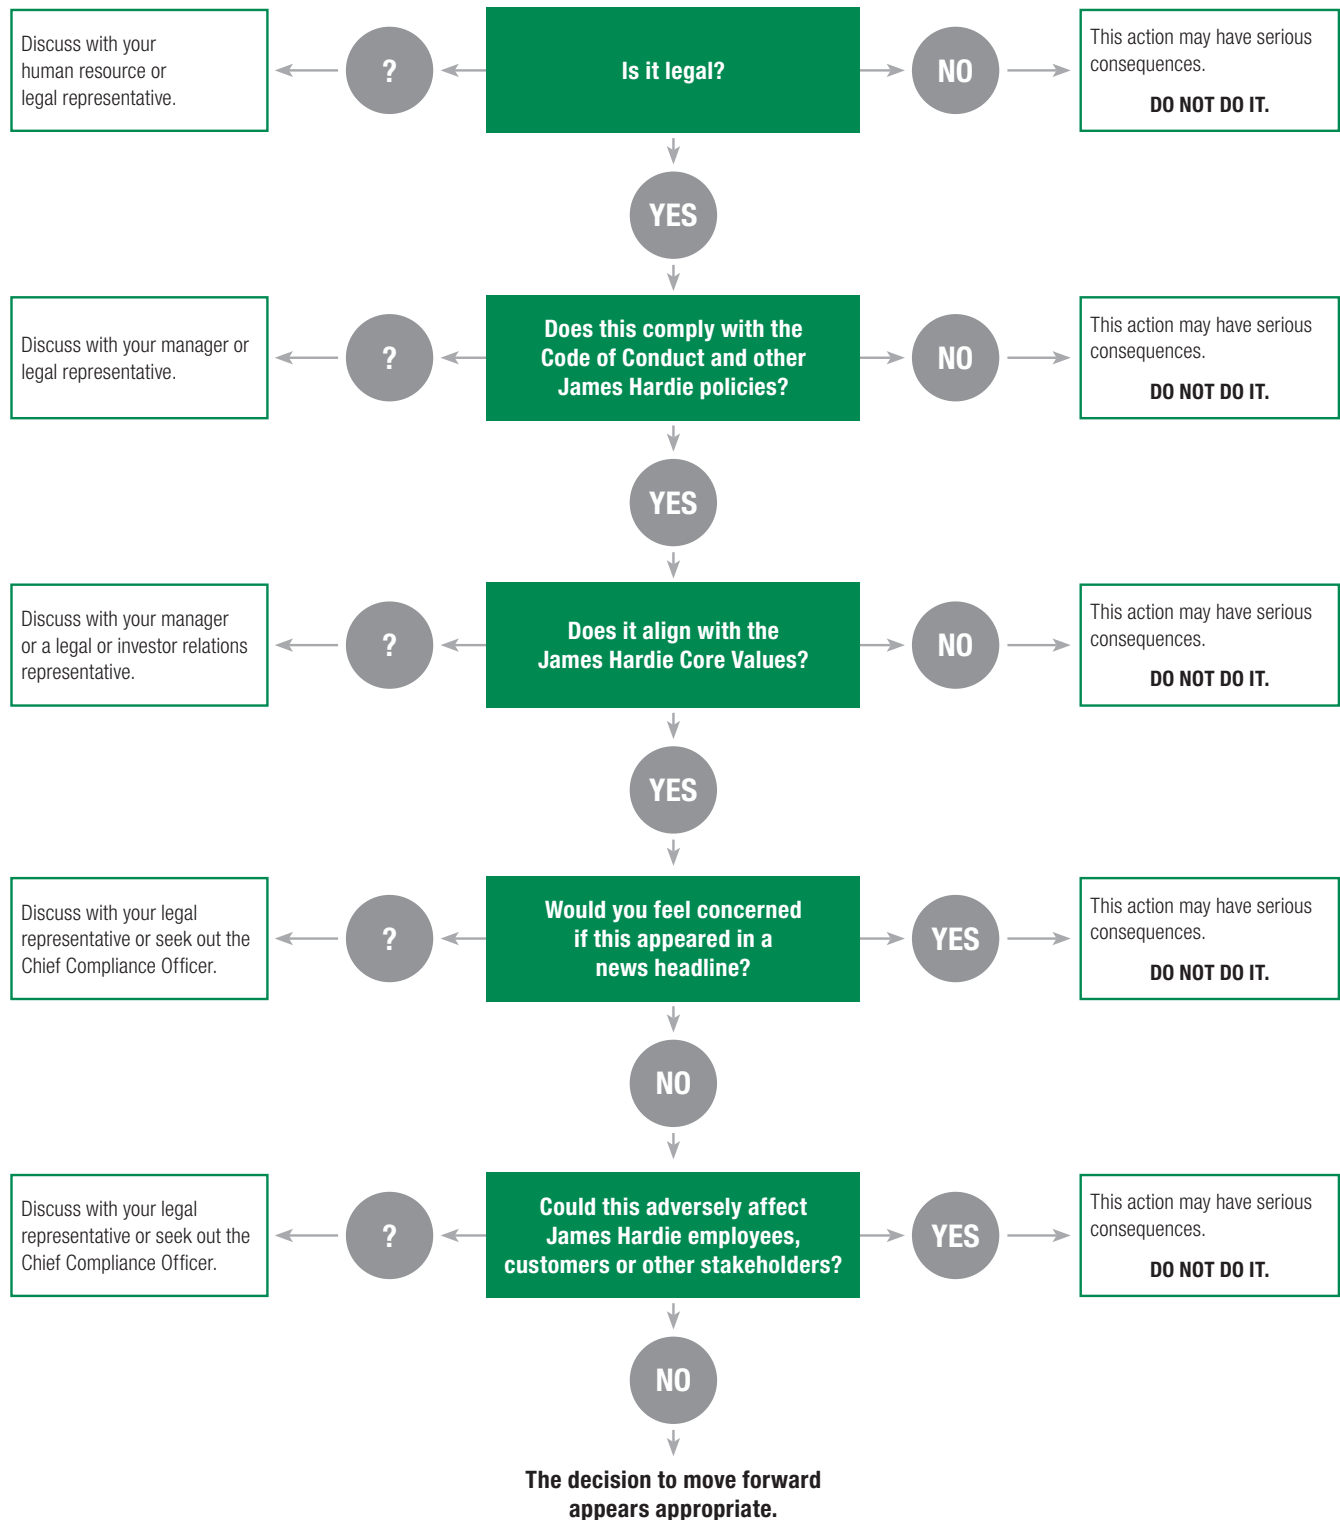 Discuss with your
human resource or
legal representative.
?
Is it legal?
NO
This action may have serious
consequences.
DO NOT DO IT.
YES
Discuss with your manager or
legal representative.
?
Does this comply with the
Code of Conduct and other
James Hardie policies?
NO
This action may have serious
consequences.
DO NOT DO IT.
YES
Discuss with your manager
or a legal or investor relations
representative.
?
Does it align with the
James Hardie Core Values?
NO
This action may have serious
consequences.
DO NOT DO IT.
YES
Discuss with your legal
representative or seek out the
Chief Compliance Officer.
?
Would you feel concerned
if this appeared in a
news headline?
YES
This action may have serious
consequences.
DO NOT DO IT.
NO
Discuss with your legal
representative or seek out the
Chief Compliance Officer.
?
Could this adversely affect
James Hardie employees,
customers or other stakeholders?
YES
This action may have serious
consequences.
DO NOT DO IT.
NO
The decision to move forward
appears appropriate.